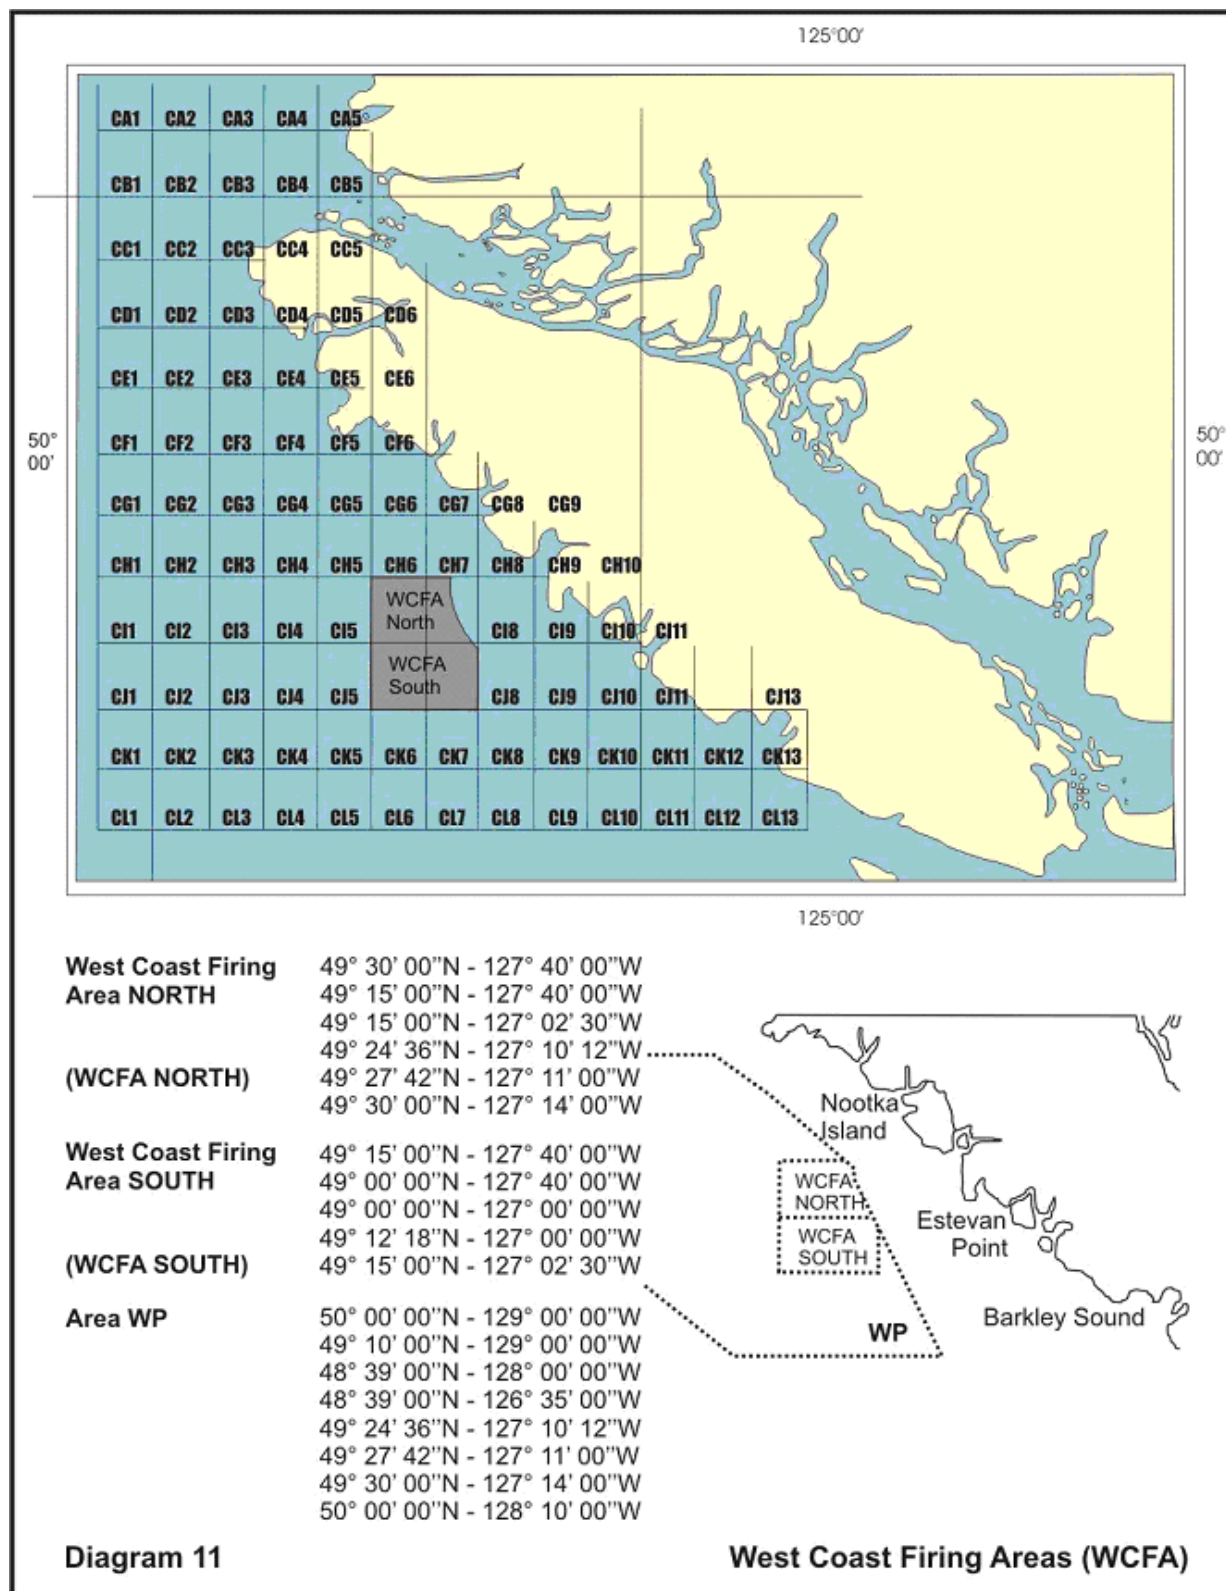 125°00'
CA1 CA2 CA3 CA4 CA5
CB1 CB2 CB3 CB4 CB5
CC1 CC2 CC3 CC4 CC5
CD1 CD2 CD3 CD4 CD5 CD6
CE1 CE2 CE3 CE4 CE5 CE6
50° 00'
CF1 CF2 CF3 CF4 CF5 CF6
50° 00'
CG1 CG2 CG3 CG4 CG5 CG6 CG7 CG8 CG9
CH1 CH2 CH3 CH4 CH5 CH6 CH7 CH8 CH9 CH10
WCFA
North
CI1 CI2 CI3 CI4 CI5 CI8 CI9 CI10 CI11
WCFA
South
CJ1 CJ2 CJ3 CJ4 CJ5 CJ8 CJ9 CJ10 CJ11 CJ13
CK1 CK2 CK3 CK4 CK5 CK6 CK7 CK8 CK9 CK10 CK11 CK12 CK13
CL1 CL2 CL3 CL4 CL5 CL6 CL7 CL8 CL9 CL10 CL11 CL12 CL13
125°00'
West Coast Firing 49° 30' 00"N - 127° 40' 00"W
Area NORTH 49° 15' 00"N - 127° 40' 00"W
49° 15' 00"N - 127° 02' 30"W
49° 24' 36"N - 127° 10' 12"W
(WCFA NORTH) 49° 27' 42"N - 127° 11' 00"W
49° 30' 00"N - 127° 14' 00"W
West Coast Firing 49° 15' 00"N - 127° 40' 00"W
Area SOUTH 49° 00' 00"N - 127° 40' 00"W
49° 00' 00"N - 127° 00' 00"W
49° 12' 18"N - 127° 00' 00"W
(WCFA SOUTH) 49° 15' 00"N - 127° 02' 30"W
Area WP 50° 00' 00"N - 129° 00' 00"W
49° 10' 00"N - 129° 00' 00"W
48° 39' 00"N - 128° 00' 00"W
48° 39' 00"N - 126° 35' 00"W
49° 24' 36"N - 127° 10' 12"W
49° 27' 42"N - 127° 11' 00"W
49° 30' 00"N - 127° 14' 00"W
50° 00' 00"N - 128° 10' 00"W
Nootka
Island
WCFA
NORTH
WCFA
SOUTH
Estevan
Point
Barkley Sound
WP
Diagram 11
West Coast Firing Areas (WCFA)